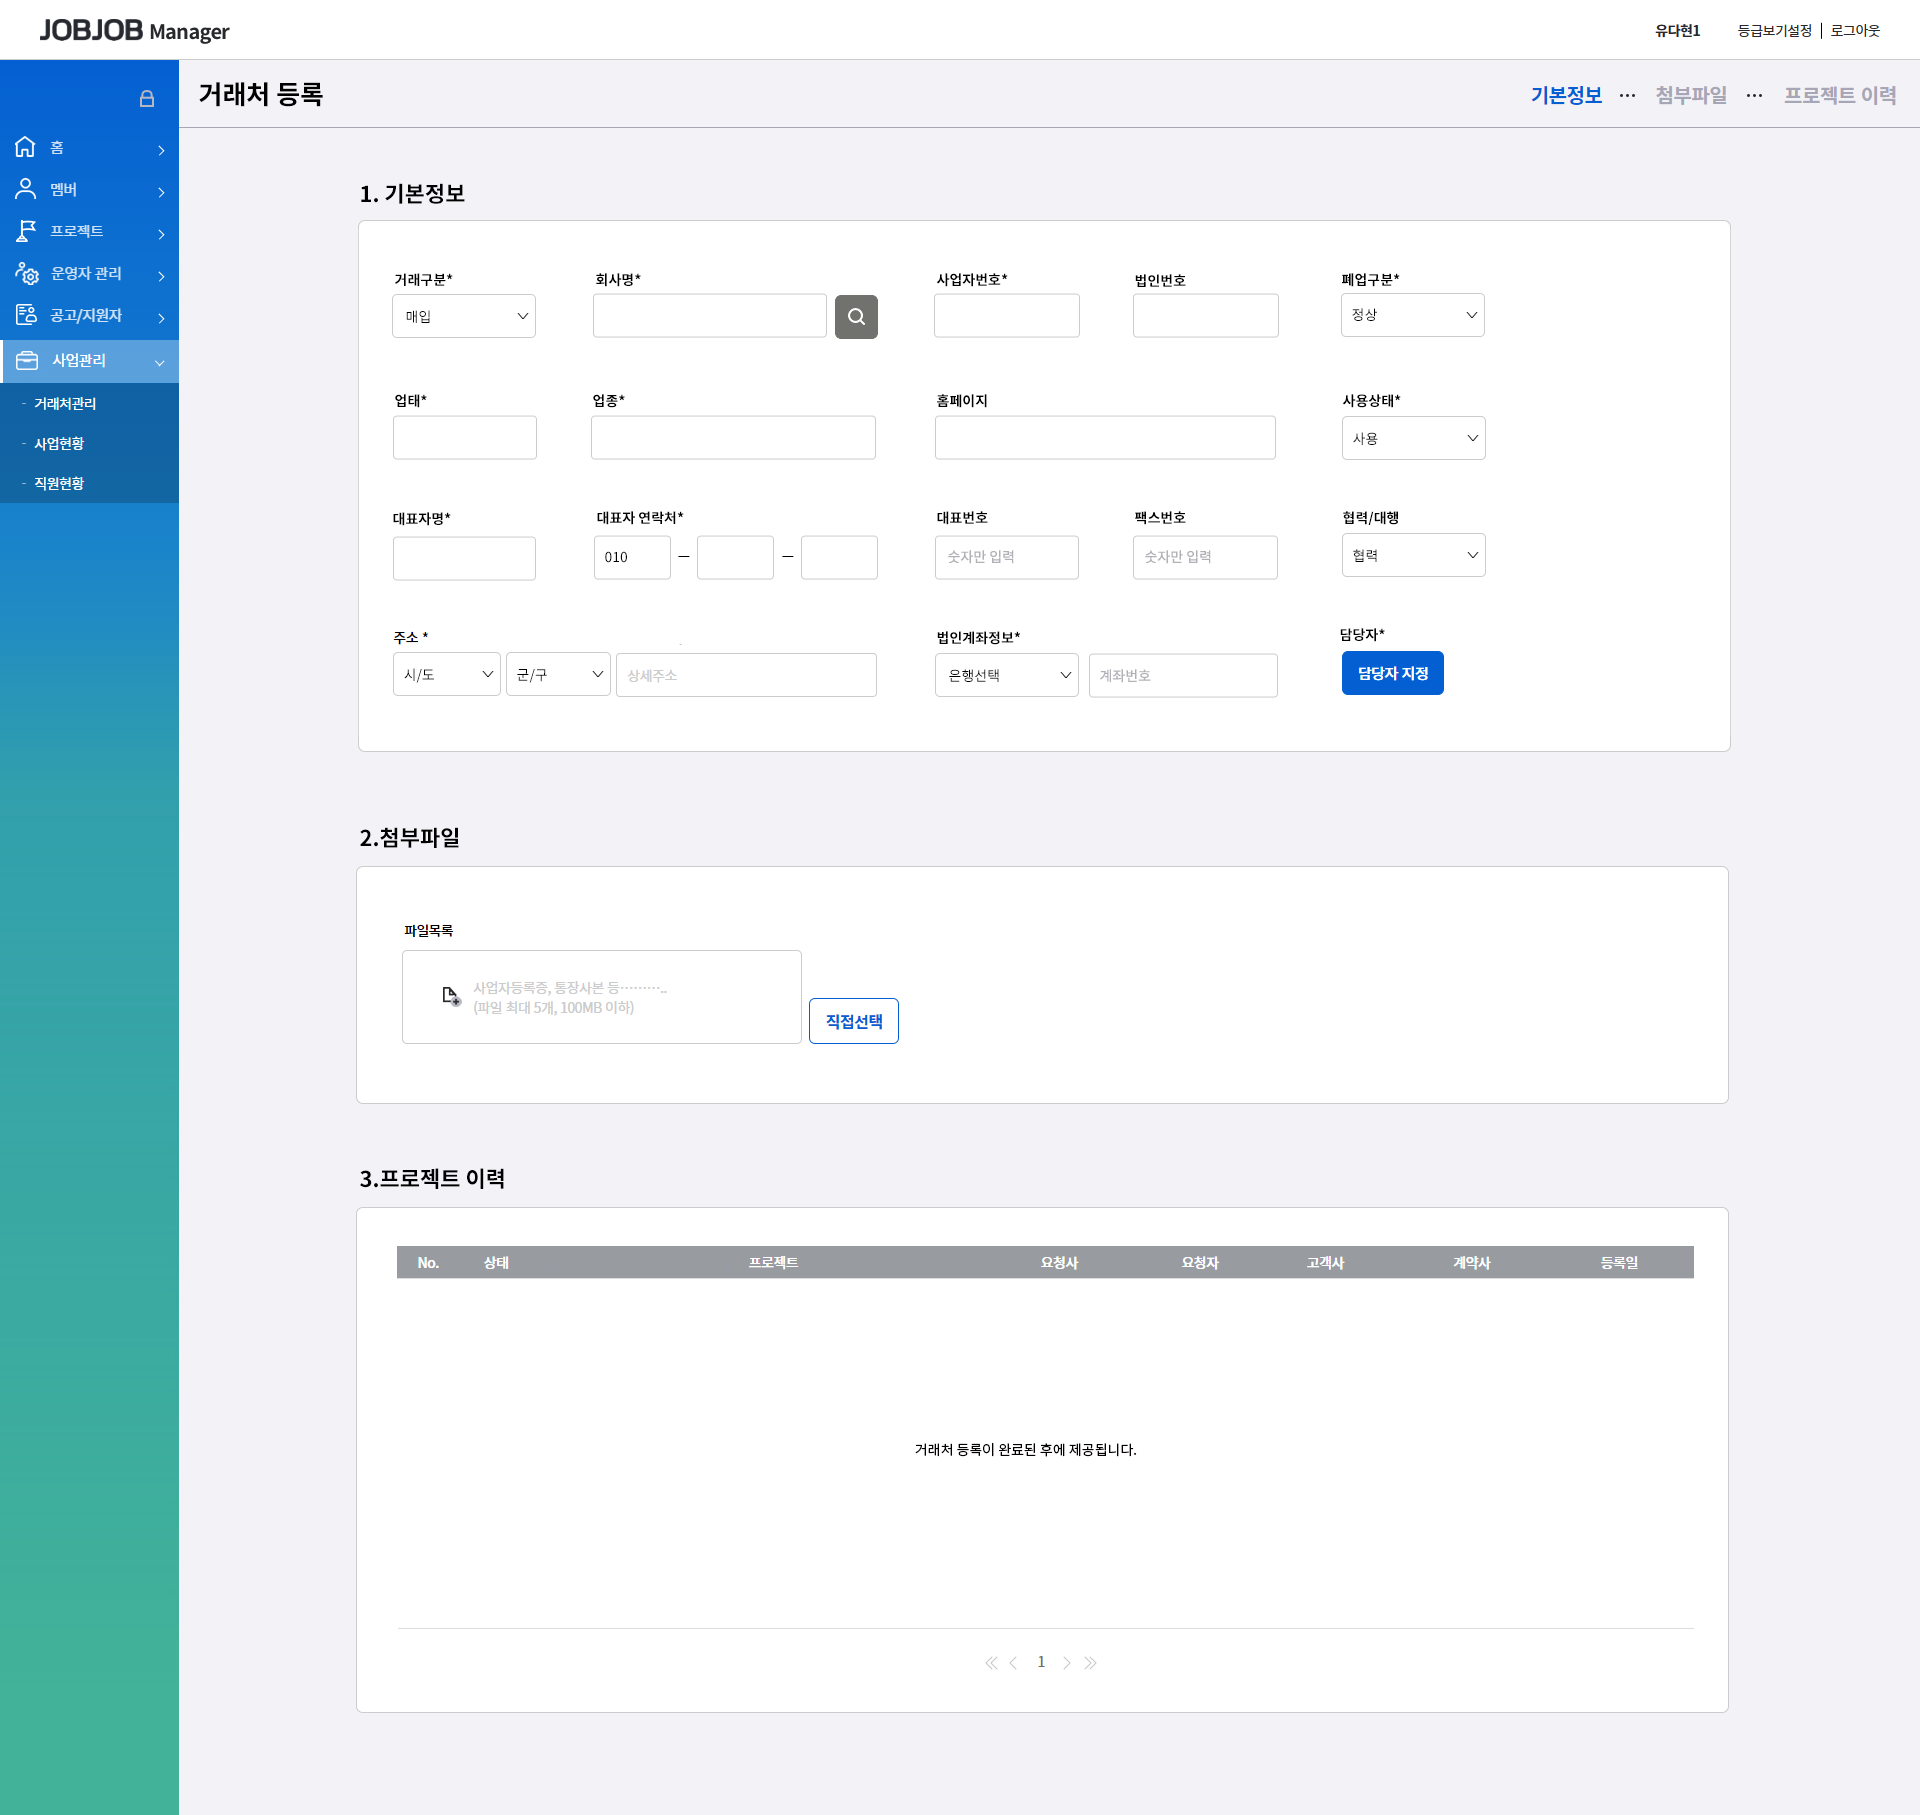 JOBJOB Manager
유다현1 등급보기설정 | 로그아웃
거래처 등록
기본정보 ··· 첨부파일 ··· 프로젝트 이력
홈
멤버
프로젝트
운영자 관리
공고/지원자
사업관리
- 거래처관리
- 사업현황
- 직원현황
1. 기본정보
거래구분* 회사명* 사업자번호* 법인번호 폐업구분*
매입 정상
업태* 업종* 홈페이지 사용상태*
사용
대표자명* 대표자 연락처* 대표번호 팩스번호 협력/대행
010 — — 숫자만 입력 숫자만 입력 협력
주소 * 법인계좌정보* 담당자*
시/도 군/구 상세주소 은행선택 계좌번호 담당자 지정
2.첨부파일
파일목록
사업자등록증, 통장사본 등·········..
(파일 최대 5개, 100MB 이하)
직접선택
3.프로젝트 이력
No. 상태 프로젝트 요청사 요청자 고객사 계약사 등록일
거래처 등록이 완료된 후에 제공됩니다.
1